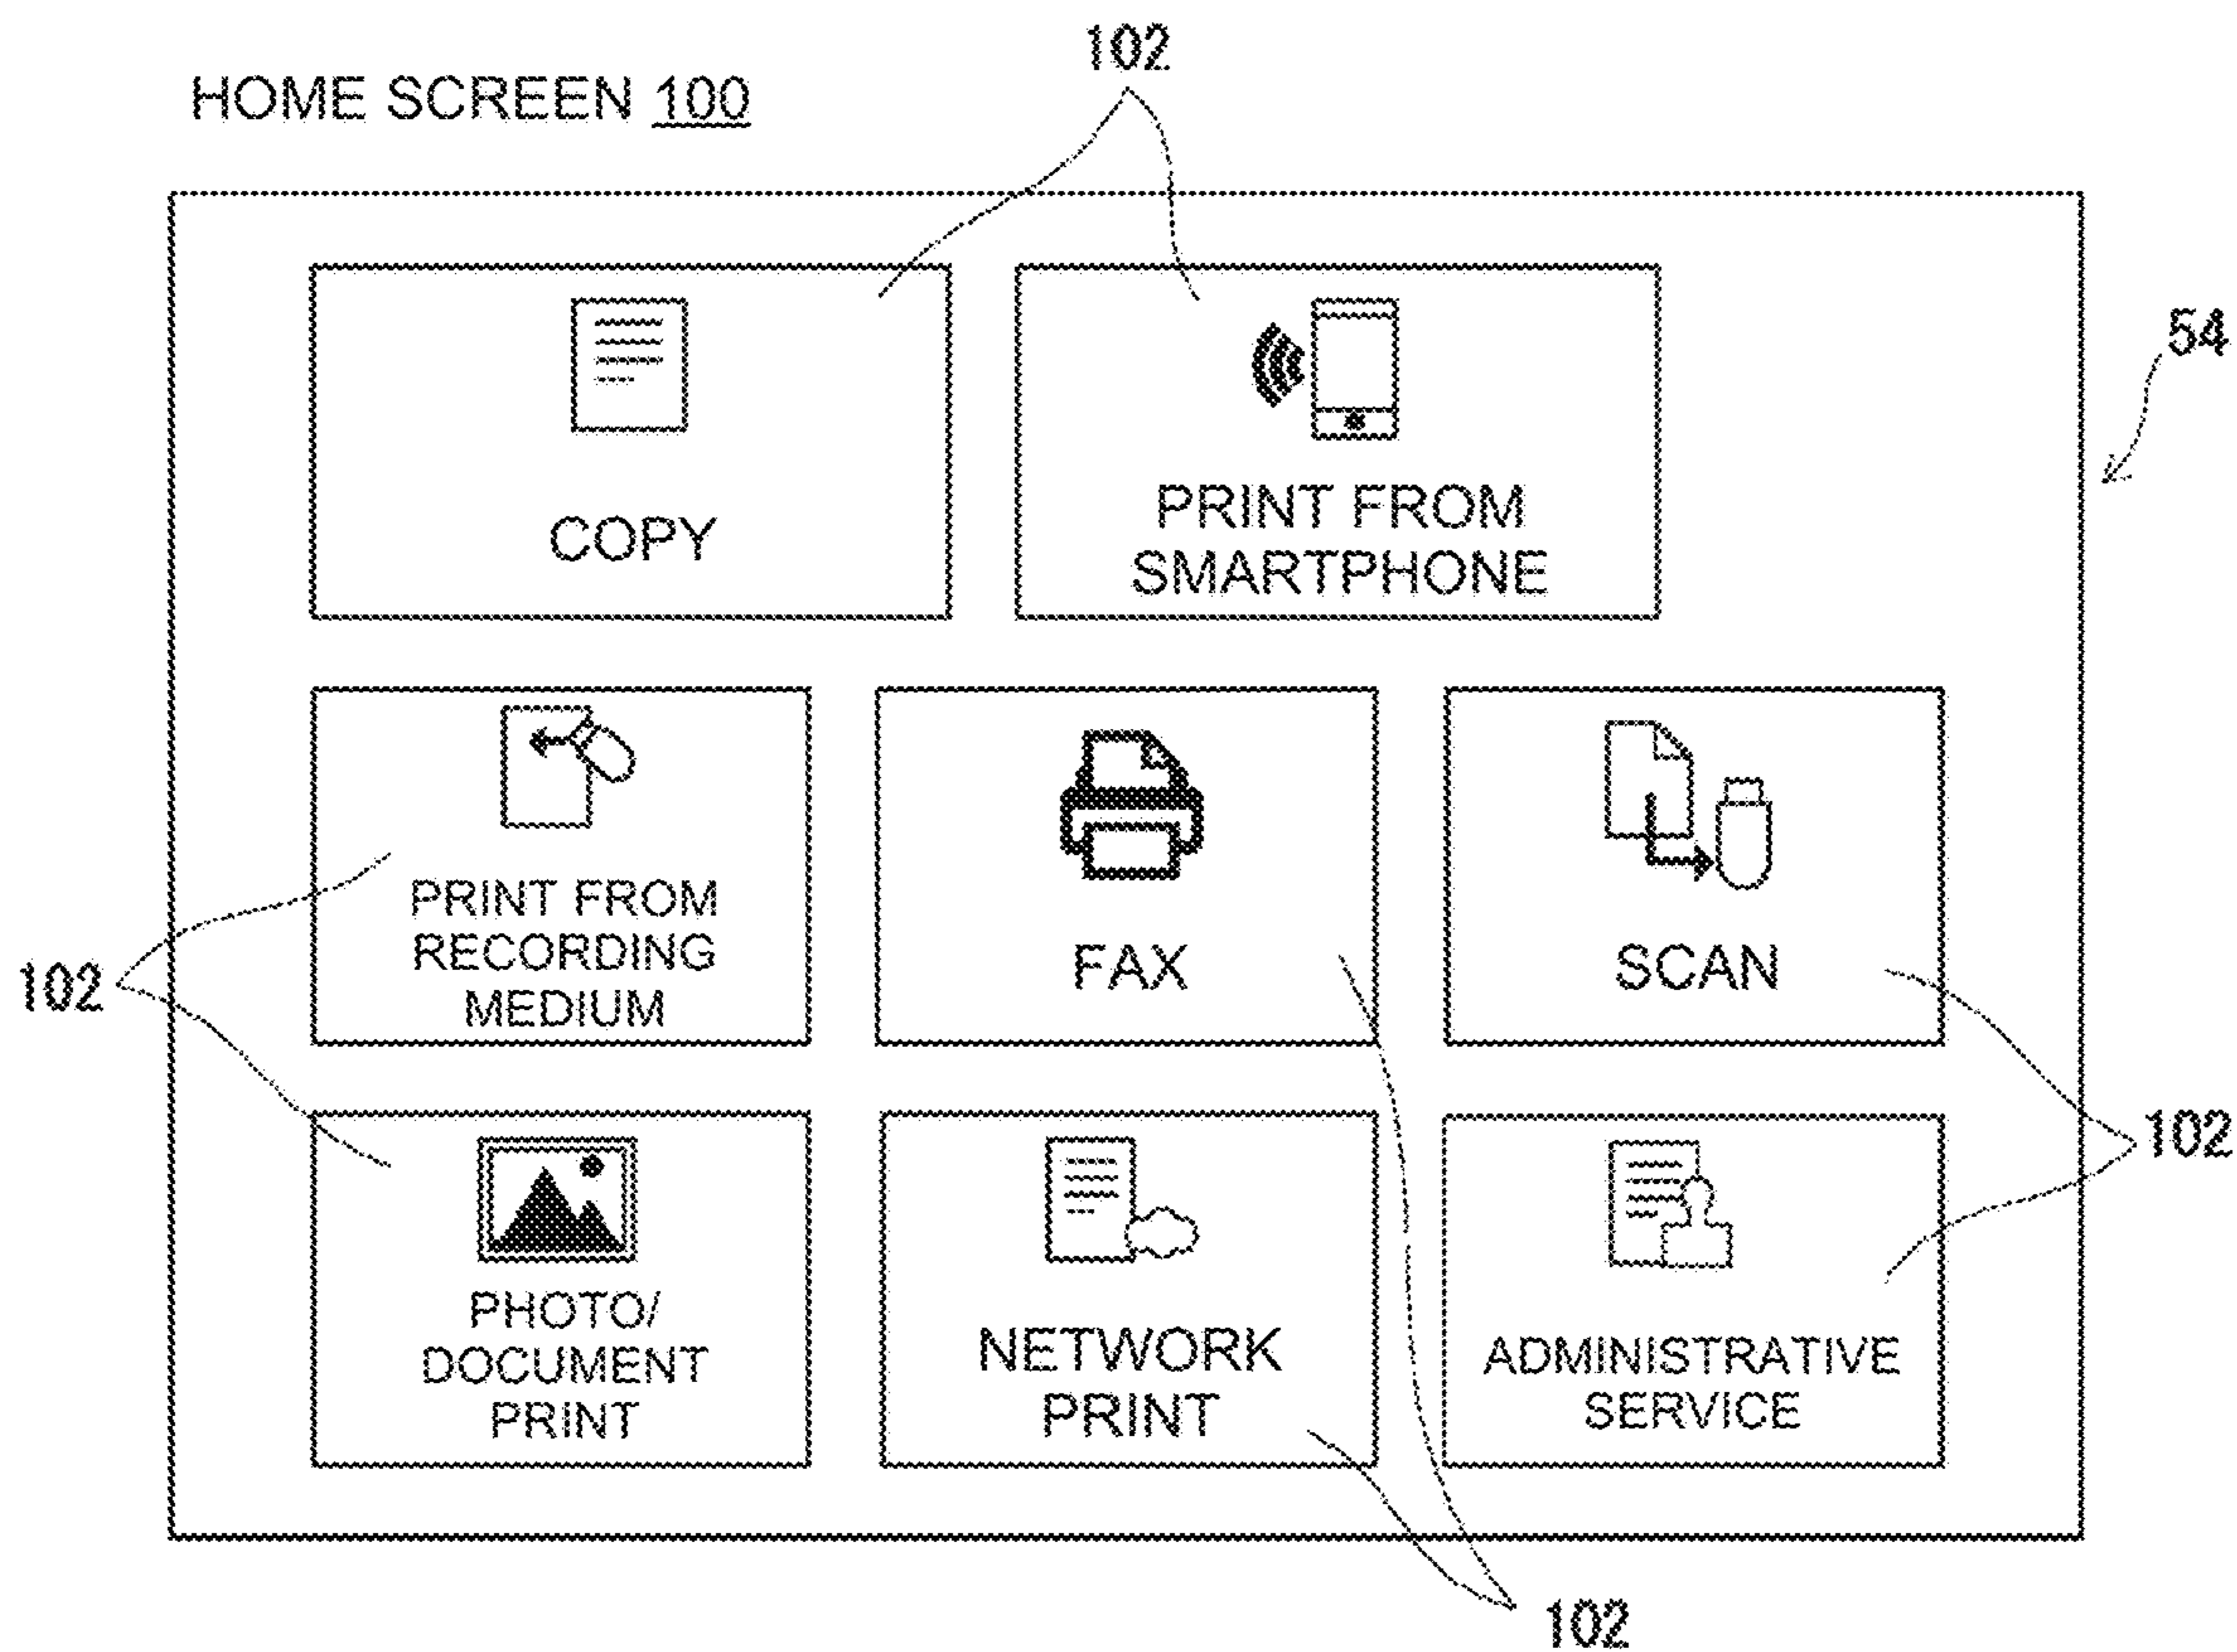 102
HOME SCREEN 100
54
COPY
PRINT FROM
SMARTPHONE
PRINT FROM
RECORDING
MEDIUM
FAX
SCAN
102
102
PHOTO/
DOCUMENT
PRINT
NETWORK
PRINT
ADMINISTRATIVE
SERVICE
102